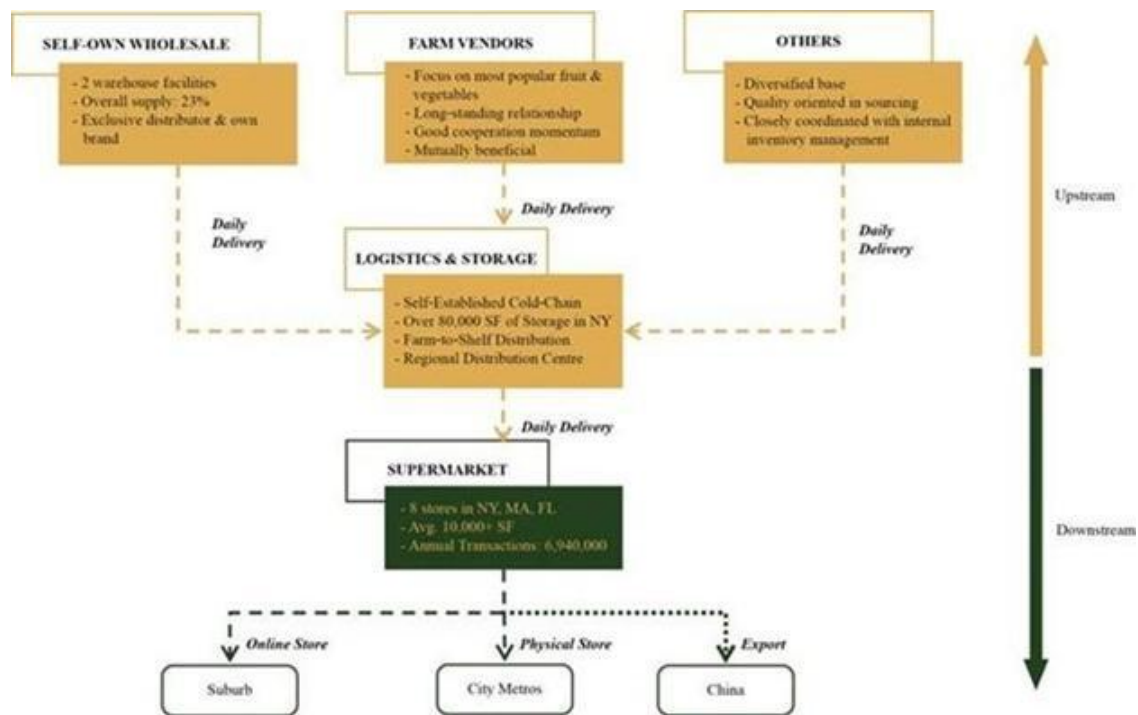 SELF-OWN WHOLESALE
- 2 warehouse facilities
- Overall supply: 23%
- Exclusive distributor & own
brand
FARM VENDORS
- Focus on most popular fruit &
vegetables
- Long-standing relationship
- Good cooperation momentum
- Mutually beneficial
OTHERS
- Diversified base
- Quality oriented in sourcing
- Closely coordinated with internal
inventory management
Upstream
Daily
Delivery
Daily Delivery
Daily
Delivery
LOGISTICS & STORAGE
- Self-Established Cold-Chain
- Over 80,000 SF of Storage in NY
- Farm-to-Shelf Distribution
- Regional Distribution Centre
Daily Delivery
SUPERMARKET
- 8 stores in NY, MA, FL
- Avg. 10,000+ SF
- Annual Transactions: 6,940,000
Downstream
Online Store
Physical Store
Export
Suburb
City Metros
China